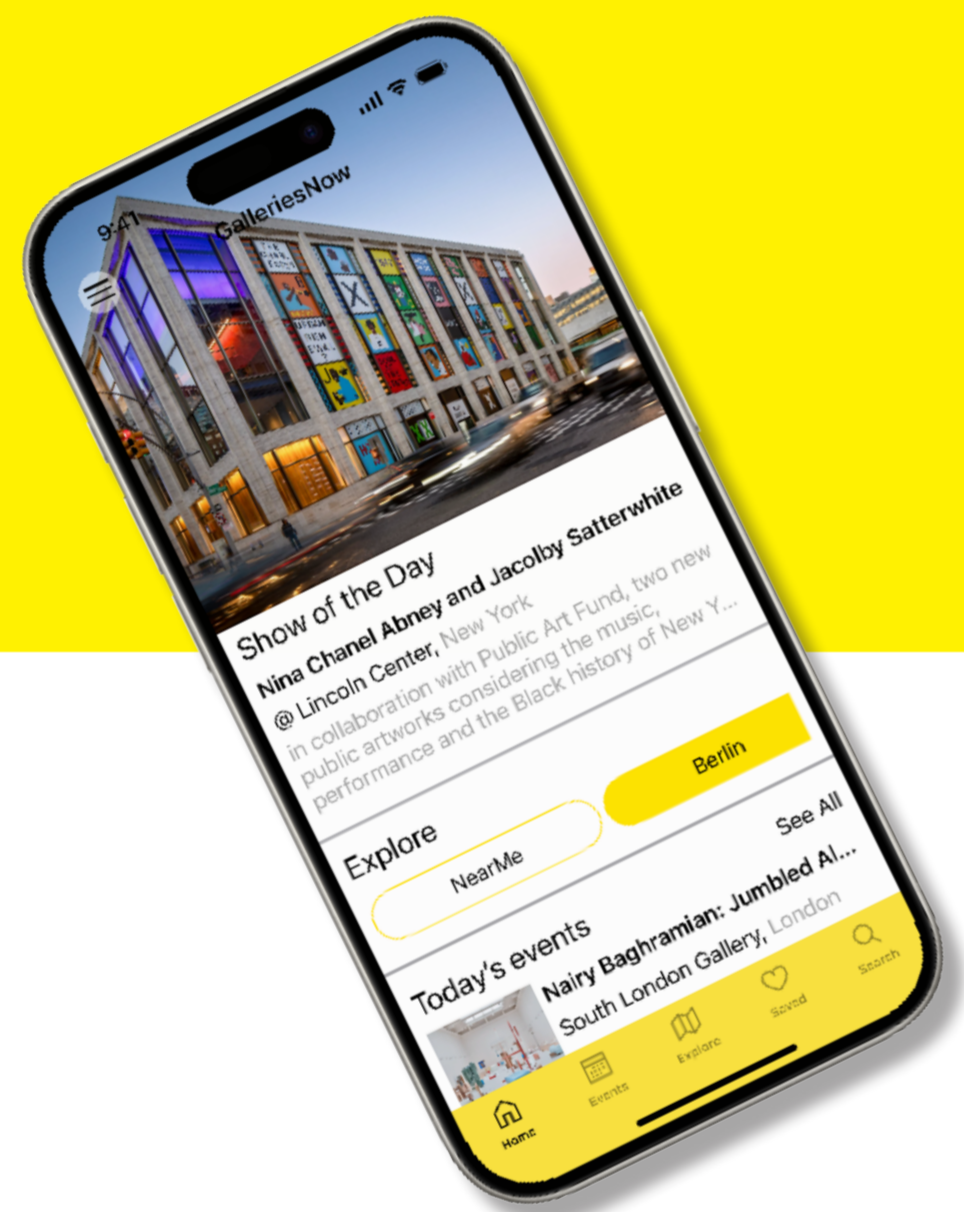 9:41
GalleriesNow
Show of the Day
Nina Chanel Abney and Jacolby Satterwhite
@ Lincoln Center, New York
in collaboration with Public Art Fund, two new
public artworks considering the music,
performance and the Black history of New Y...
Explore
NearMe
Berlin
Today's events
See All
Nairy Baghramian: Jumbled Al...
South London Gallery, London
Home
Events
Explore
Saved
Search